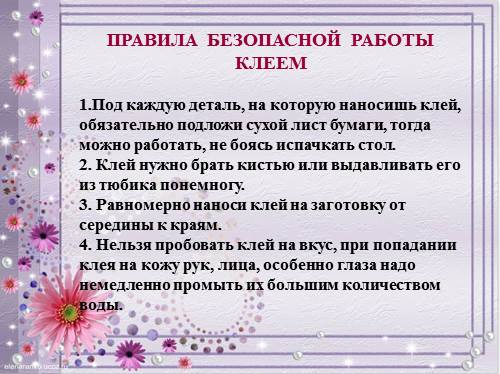 ПРАВИЛА БЕЗОПАСНОЙ РАБОТЫ
КЛЕЕМ
1.Под каждую деталь, на которую наносишь клей,
обязательно подложи сухой лист бумаги, тогда
можно работать, не боясь испачкать стол.
2. Клей нужно брать кистью или выдавливать его
из тюбика понемногу.
3. Равномерно наноси клей на заготовку от
середины к краям.
4. Нельзя пробовать клей на вкус, при попадании
клея на кожу рук, лица, особенно глаза надо
немедленно промыть их большим количеством
воды.